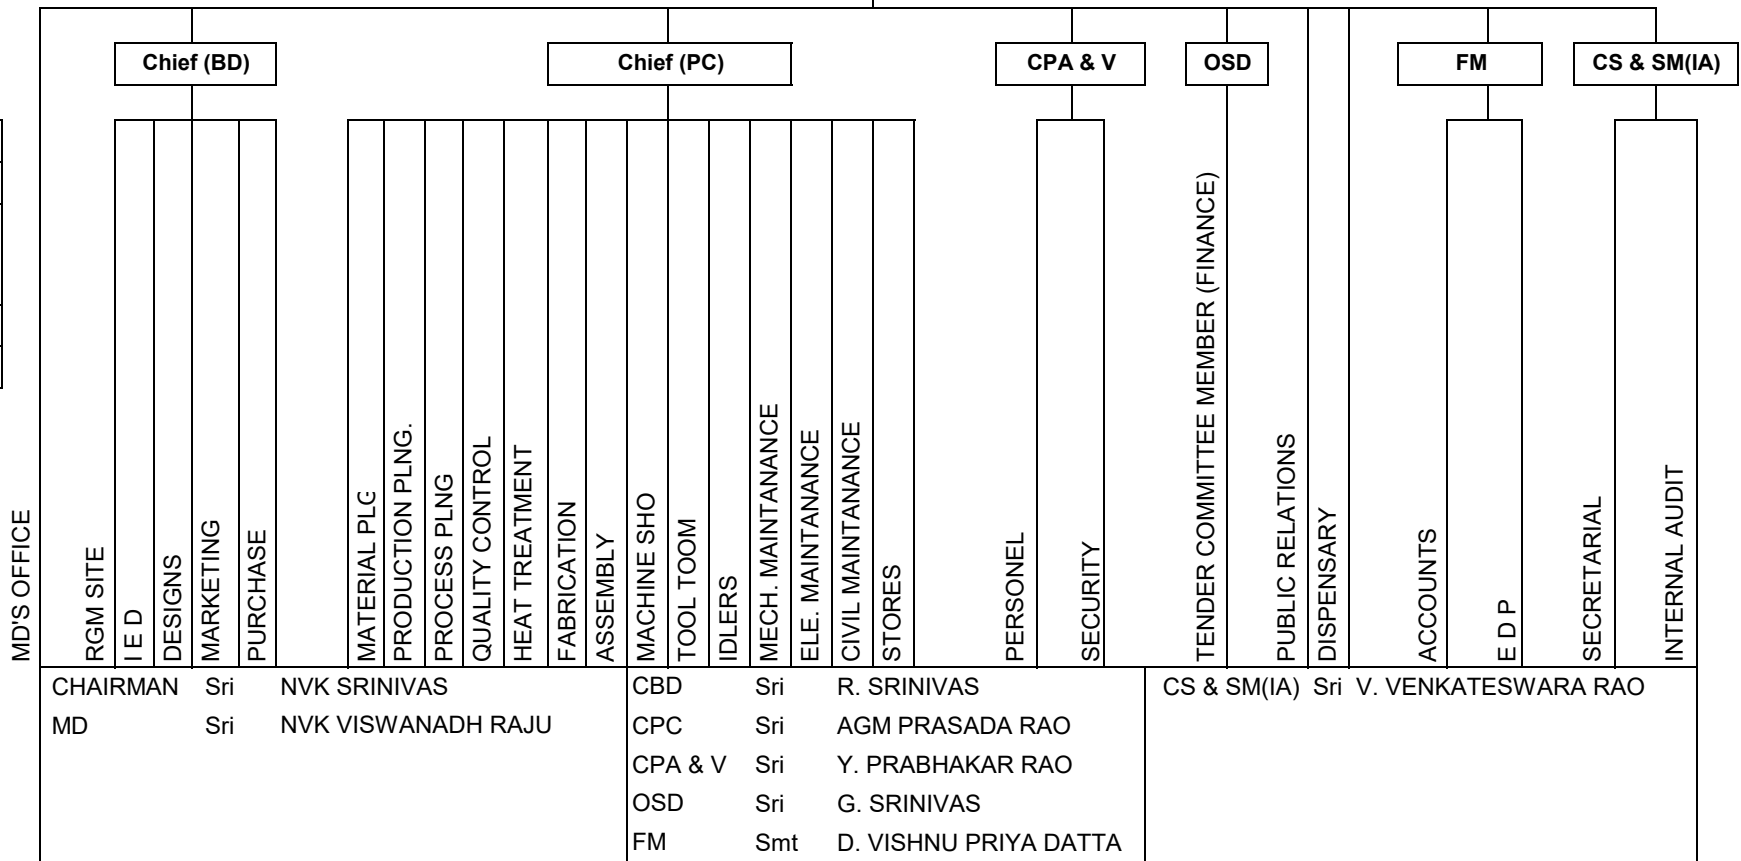 Chief (BD)
Chief (PC)
CPA & V
OSD
FM
CS & SM(IA)
MD'S OFFICE
RGM SITE
I E D
DESIGNS
MARKETING
PURCHASE
MATERIAL PLG
PRODUCTION PLNG.
PROCESS PLNG
QUALITY CONTROL
HEAT TREATMENT
FABRICATION
ASSEMBLY
MACHINE SHO
TOOL TOOM
IDLERS
MECH. MAINTANANCE
ELE. MAINTANANCE
CIVIL MAINTANANCE
STORES
PERSONEL
SECURITY
TENDER COMMITTEE MEMBER (FINANCE)
PUBLIC RELATIONS
DISPENSARY
ACCOUNTS
E D P
SECRETARIAL
INTERNAL AUDIT
CHAIRMAN Sri NVK SRINIVAS
MD Sri NVK VISWANADH RAJU
CBD Sri R. SRINIVAS
CPC Sri AGM PRASADA RAO
CPA & V Sri Y. PRABHAKAR RAO
OSD Sri G. SRINIVAS
FM Smt D. VISHNU PRIYA DATTA
CS & SM(IA) Sri V. VENKATESWARA RAO